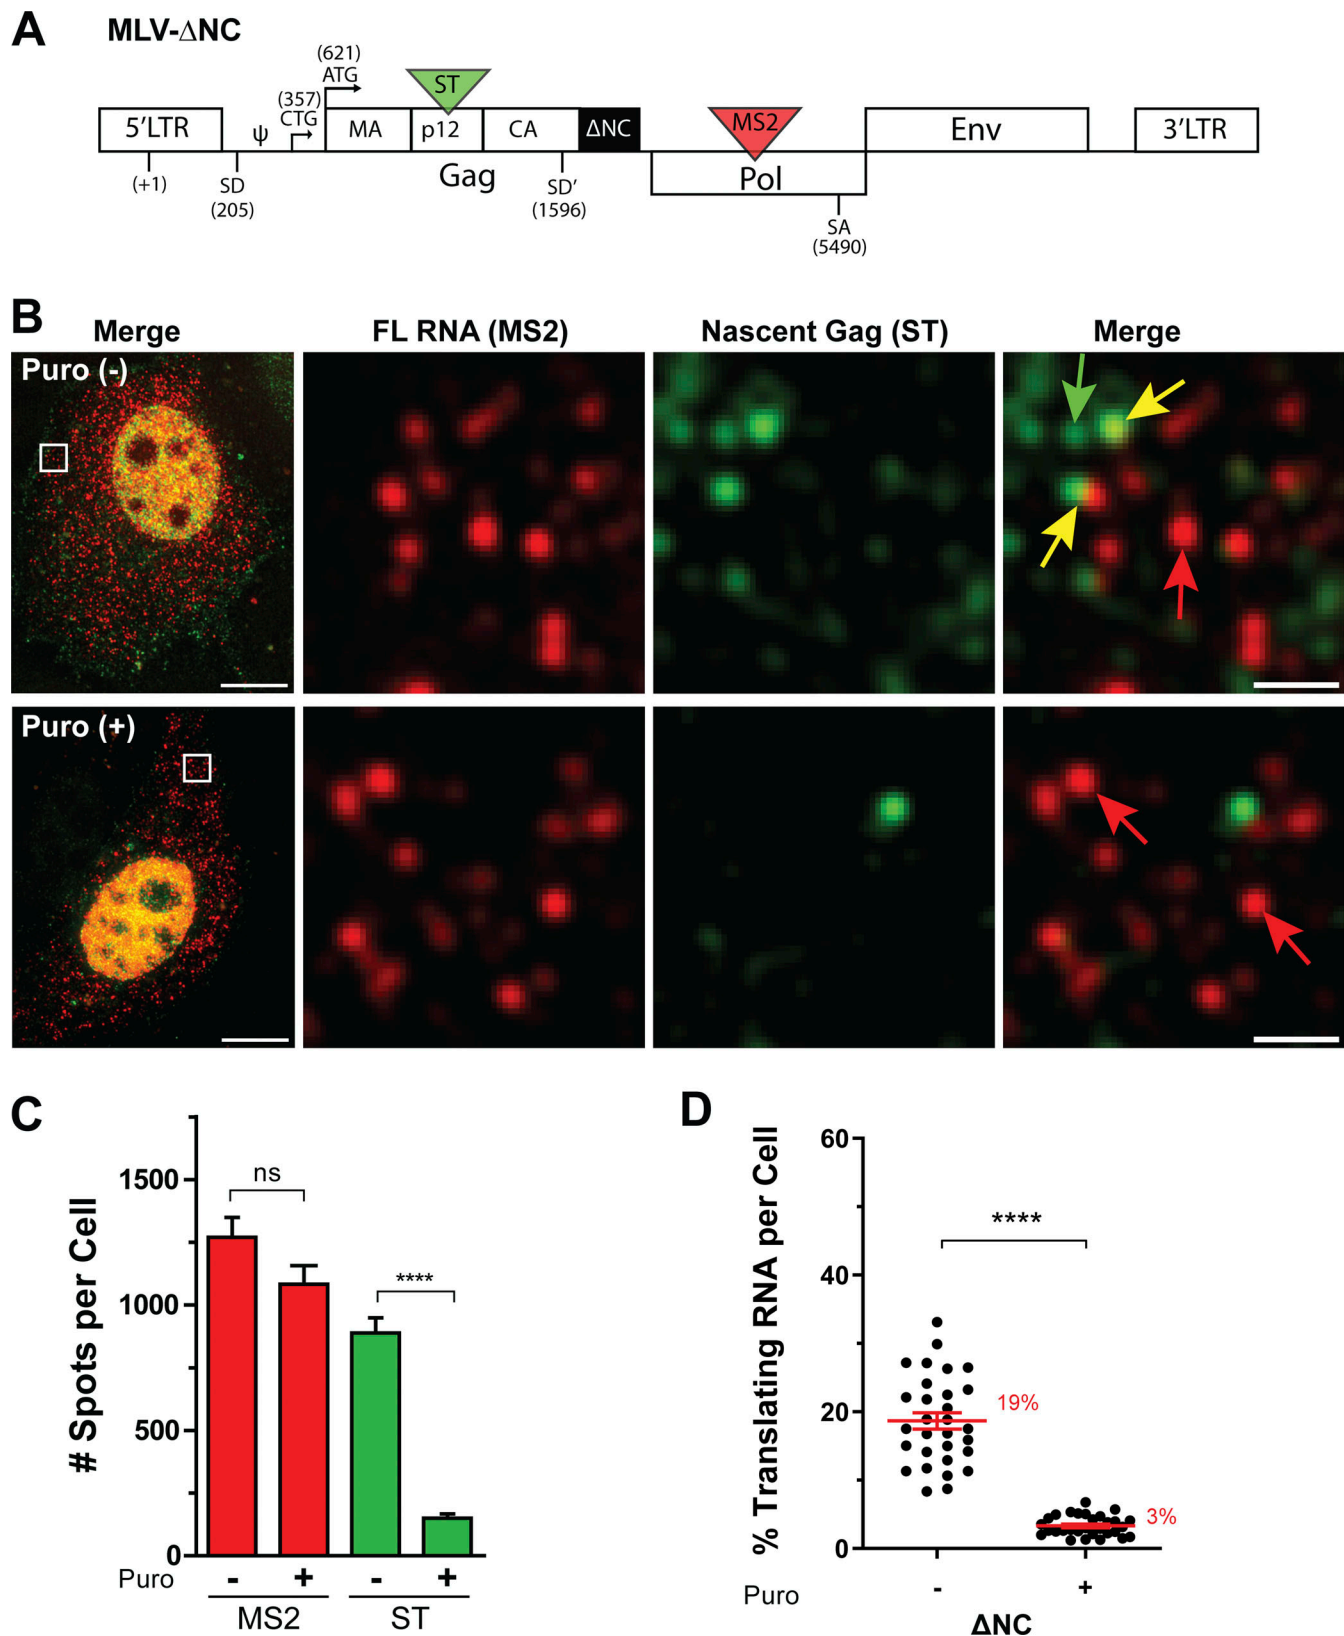 A
MLV-ΔNC
(621)
ATG
ST
(357)
CTG
5'LTR
ψ
MA
p12
CA
ΔNC
MS2
Env
3'LTR
(+1)
SD
(205)
Gag
SD'
(1596)
Pol
SA
(5490)
B
Merge
FL RNA (MS2)
Nascent Gag (ST)
Merge
Puro (-)
Puro (+)
C
# Spots per Cell
1500
1000
500
0
ns
****
Puro
- + - +
MS2
ST
D
% Translating RNA per Cell
60
40
20
0
****
19%
3%
Puro
- +
ΔNC